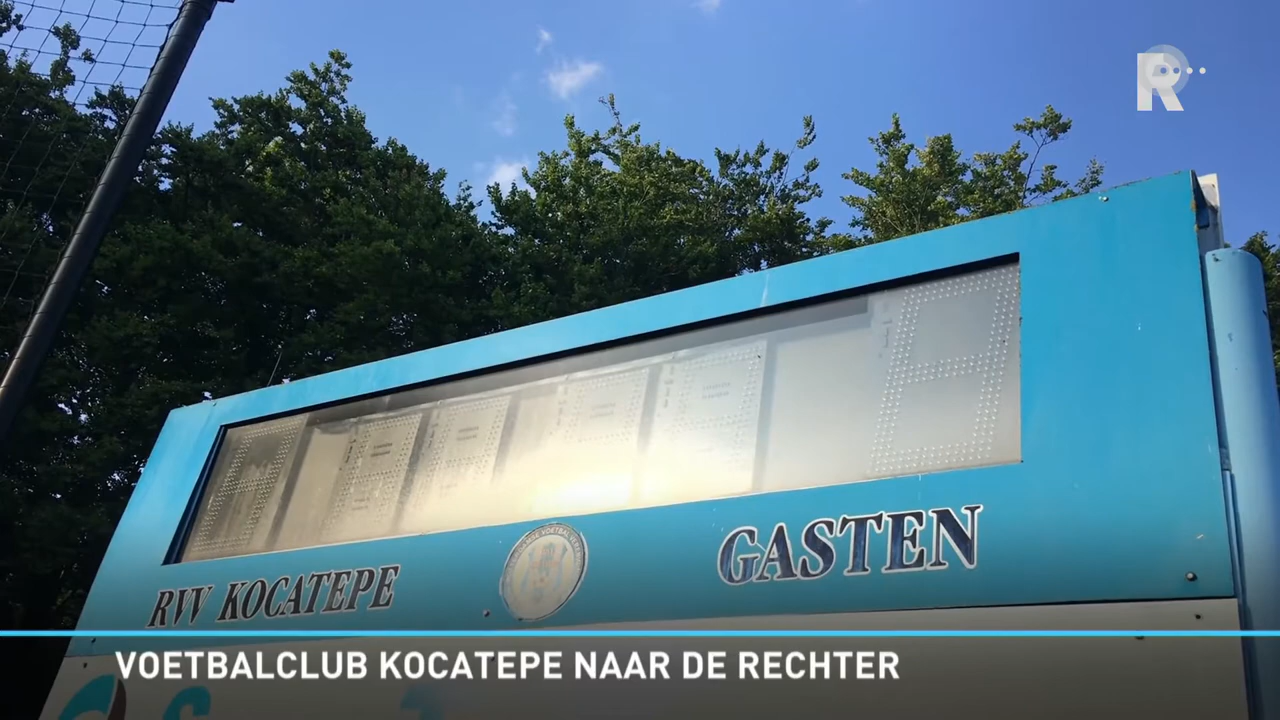 R
RVV KOCATEPE
GASTEN
VOETBALCLUB KOCATEPE NAAR DE RECHTER